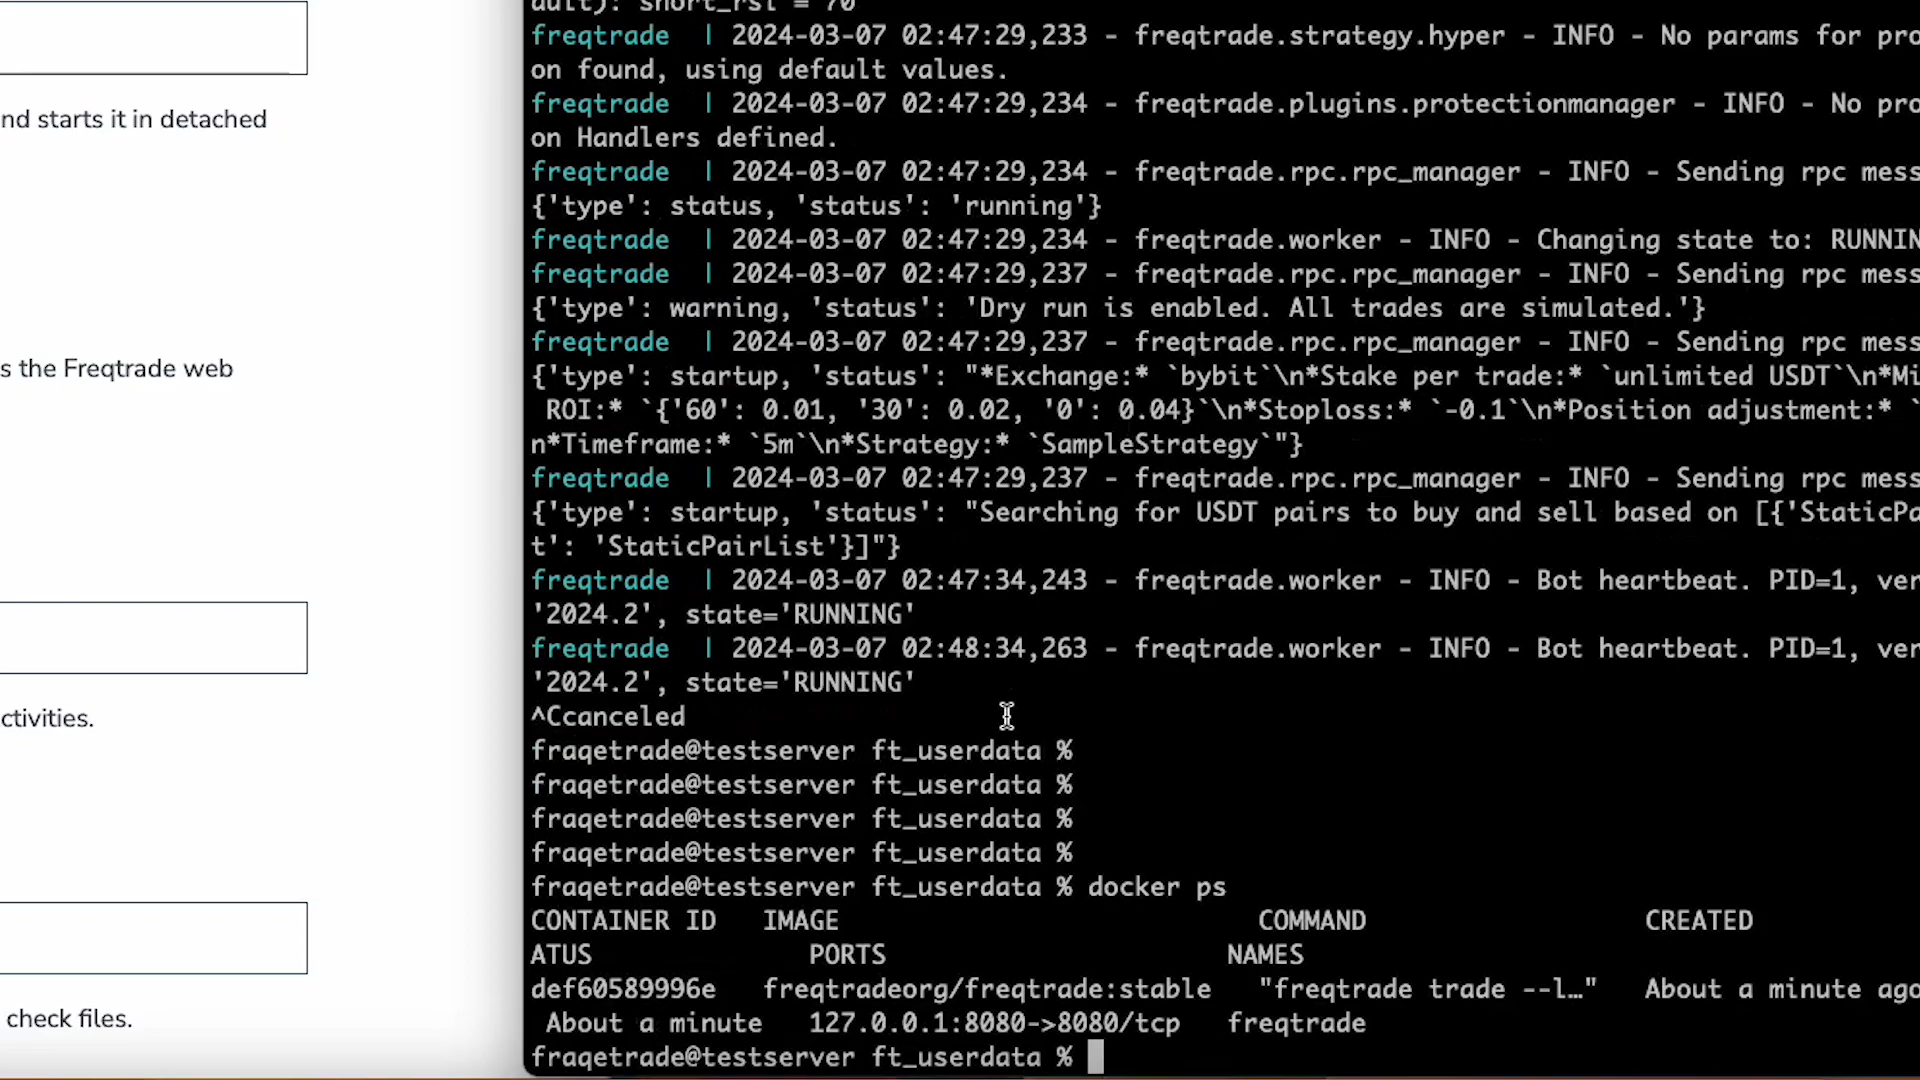 nd starts it in detached
s the Freqtrade web
ctivities.
check files.
ault): short_rsi = 70
freqtrade | 2024-03-07 02:47:29,233 - freqtrade.strategy.hyper - INFO - No params for pro
on found, using default values.
freqtrade | 2024-03-07 02:47:29,234 - freqtrade.plugins.protectionmanager - INFO - No pro
on Handlers defined.
freqtrade | 2024-03-07 02:47:29,234 - freqtrade.rpc.rpc_manager - INFO - Sending rpc mess
{'type': status, 'status': 'running'}
freqtrade | 2024-03-07 02:47:29,234 - freqtrade.worker - INFO - Changing state to: RUNNIN
freqtrade | 2024-03-07 02:47:29,237 - freqtrade.rpc.rpc_manager - INFO - Sending rpc mess
{'type': warning, 'status': 'Dry run is enabled. All trades are simulated.'}
freqtrade | 2024-03-07 02:47:29,237 - freqtrade.rpc.rpc_manager - INFO - Sending rpc mess
{'type': startup, 'status': "*Exchange:* `bybit`\n*Stake per trade:* `unlimited USDT`\n*Mi
ROI:* `{'60': 0.01, '30': 0.02, '0': 0.04}`\n*Stoploss:* `-0.1`\n*Position adjustment:* `
n*Timeframe:* `5m`\n*Strategy:* `SampleStrategy`"}
freqtrade | 2024-03-07 02:47:29,237 - freqtrade.rpc.rpc_manager - INFO - Sending rpc mess
{'type': startup, 'status': "Searching for USDT pairs to buy and sell based on [{'StaticPa
t': 'StaticPairList'}]"}
freqtrade | 2024-03-07 02:47:34,243 - freqtrade.worker - INFO - Bot heartbeat. PID=1, ver
'2024.2', state='RUNNING'
freqtrade | 2024-03-07 02:48:34,263 - freqtrade.worker - INFO - Bot heartbeat. PID=1, ver
'2024.2', state='RUNNING'
^Ccanceled
fraqetrade@testserver ft_userdata %
fraqetrade@testserver ft_userdata %
fraqetrade@testserver ft_userdata %
fraqetrade@testserver ft_userdata %
fraqetrade@testserver ft_userdata % docker ps
CONTAINER ID IMAGE COMMAND CREATED
ATUS PORTS NAMES
def60589996e freqtradeorg/freqtrade:stable "freqtrade trade --l…" About a minute ago
About a minute 127.0.0.1:8080->8080/tcp freqtrade
fraqetrade@testserver ft_userdata %